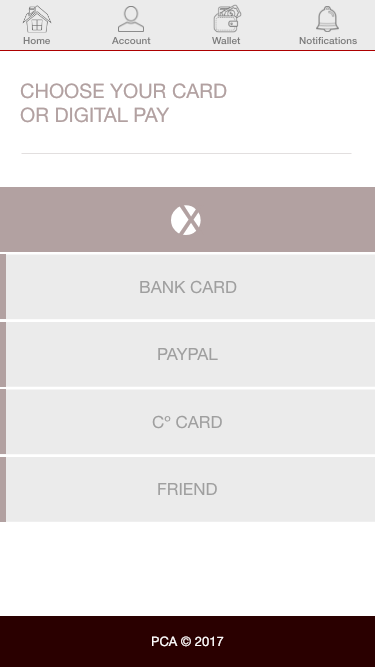 Home
Account
Wallet
Notifications
CHOOSE YOUR CARD
OR DIGITAL PAY
BANK CARD
PAYPAL
Cº CARD
FRIEND
PCA © 2017